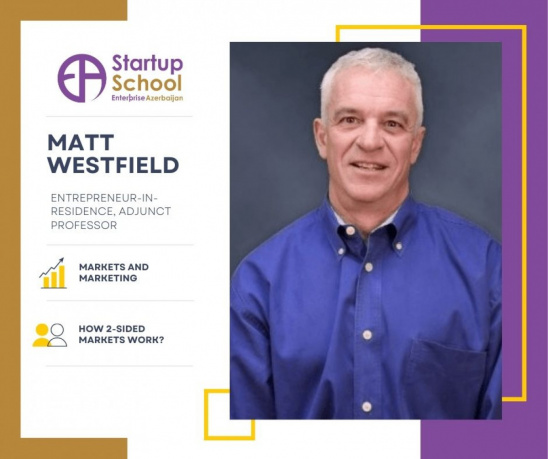 Startup
School
Enterprise Azerbaijan
MATT
WESTFIELD
ENTREPRENEUR-IN-
RESIDENCE, ADJUNCT
PROFESSOR
MARKETS AND
MARKETING
HOW 2-SIDED
MARKETS WORK?